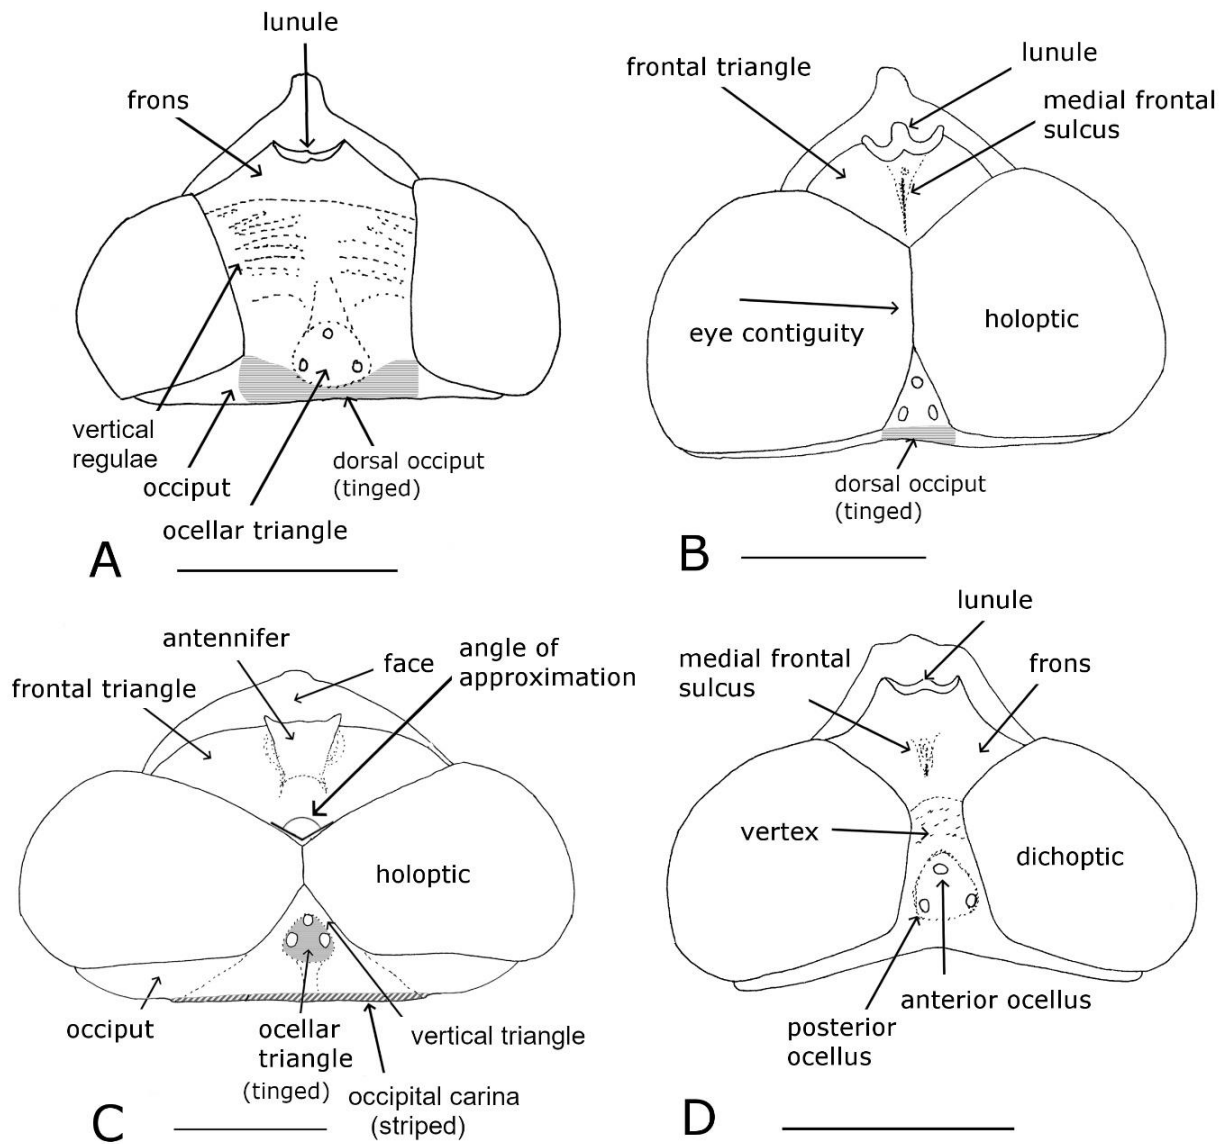 lunule
frons
vertical
regulae
occiput
ocellar triangle
dorsal occiput
(tinged)
A
lunule
frontal triangle
medial frontal
sulcus
eye contiguity
holoptic
dorsal occiput
(tinged)
B
antennifer
face
angle of
approximation
frontal triangle
holoptic
occiput
ocellar
triangle
(tinged)
vertical triangle
occipital carina
(striped)
C
lunule
medial frontal
sulcus
frons
vertex
dichoptic
anterior ocellus
posterior
ocellus
D